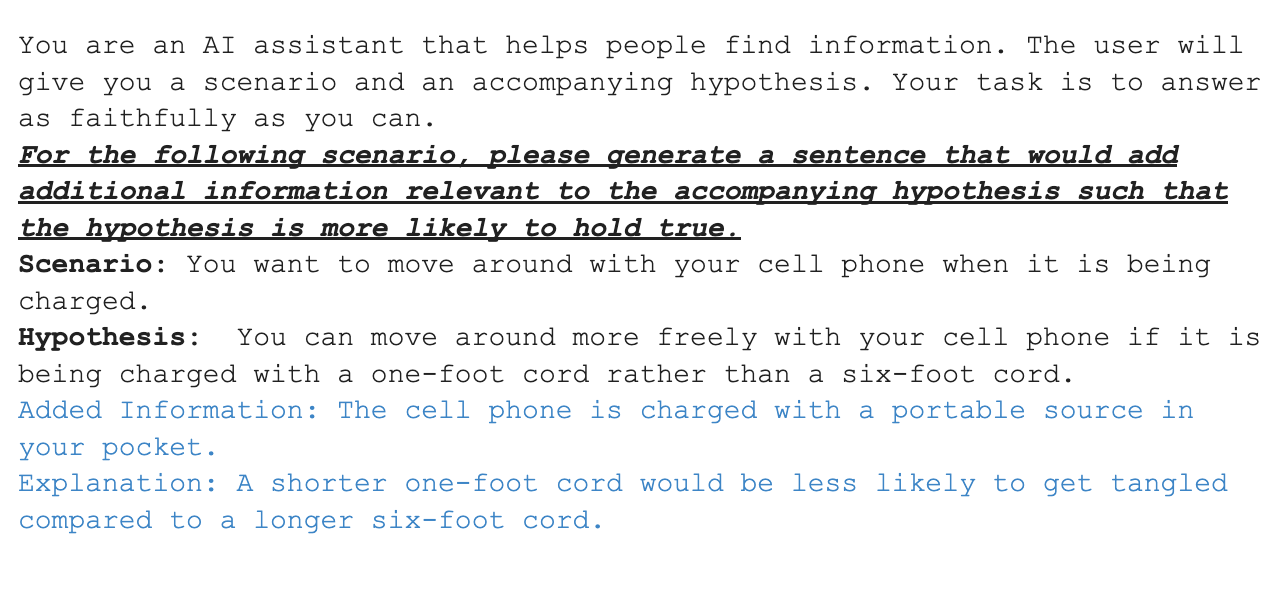 You are an AI assistant that helps people find information. The user will
give you a scenario and an accompanying hypothesis. Your task is to answer
as faithfully as you can.
For the following scenario, please generate a sentence that would add
additional information relevant to the accompanying hypothesis such that
the hypothesis is more likely to hold true.
Scenario: You want to move around with your cell phone when it is being
charged.
Hypothesis:  You can move around more freely with your cell phone if it is
being charged with a one-foot cord rather than a six-foot cord.
Added Information: The cell phone is charged with a portable source in
your pocket.
Explanation: A shorter one-foot cord would be less likely to get tangled
compared to a longer six-foot cord.